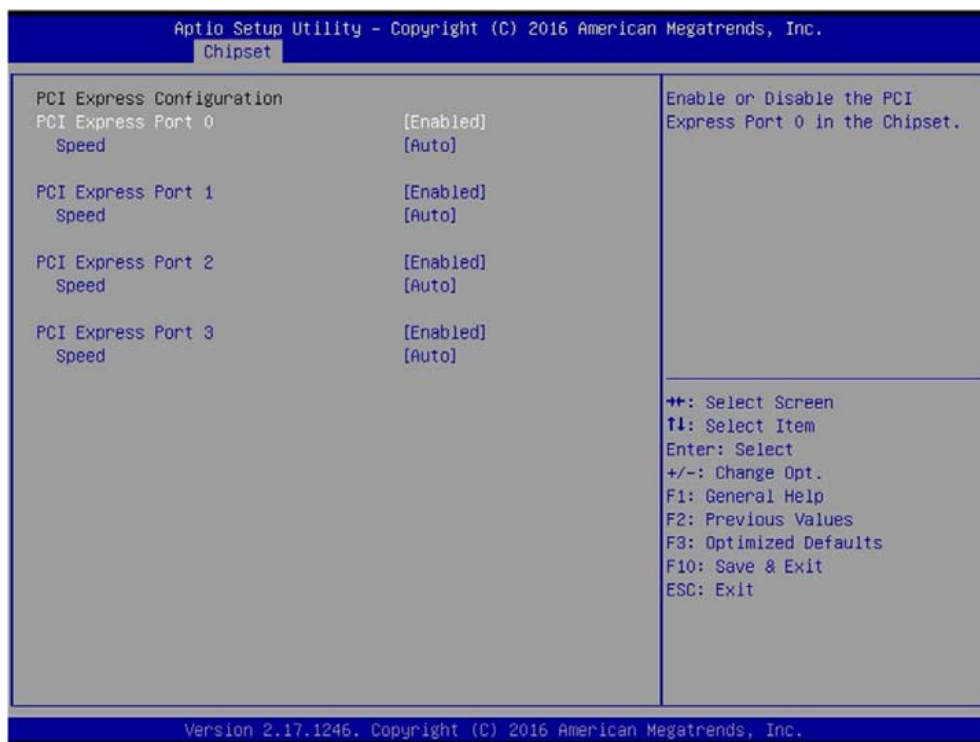 Aptio Setup Utility – Copyright (C) 2016 American Megatrends, Inc.
Chipset
PCI Express Configuration
PCI Express Port 0 [Enabled]
Speed [Auto]
PCI Express Port 1 [Enabled]
Speed [Auto]
PCI Express Port 2 [Enabled]
Speed [Auto]
PCI Express Port 3 [Enabled]
Speed [Auto]
Enable or Disable the PCI
Express Port 0 in the Chipset.
→←: Select Screen
↑↓: Select Item
Enter: Select
+/-: Change Opt.
F1: General Help
F2: Previous Values
F3: Optimized Defaults
F10: Save & Exit
ESC: Exit
Version 2.17.1246. Copyright (C) 2016 American Megatrends, Inc.